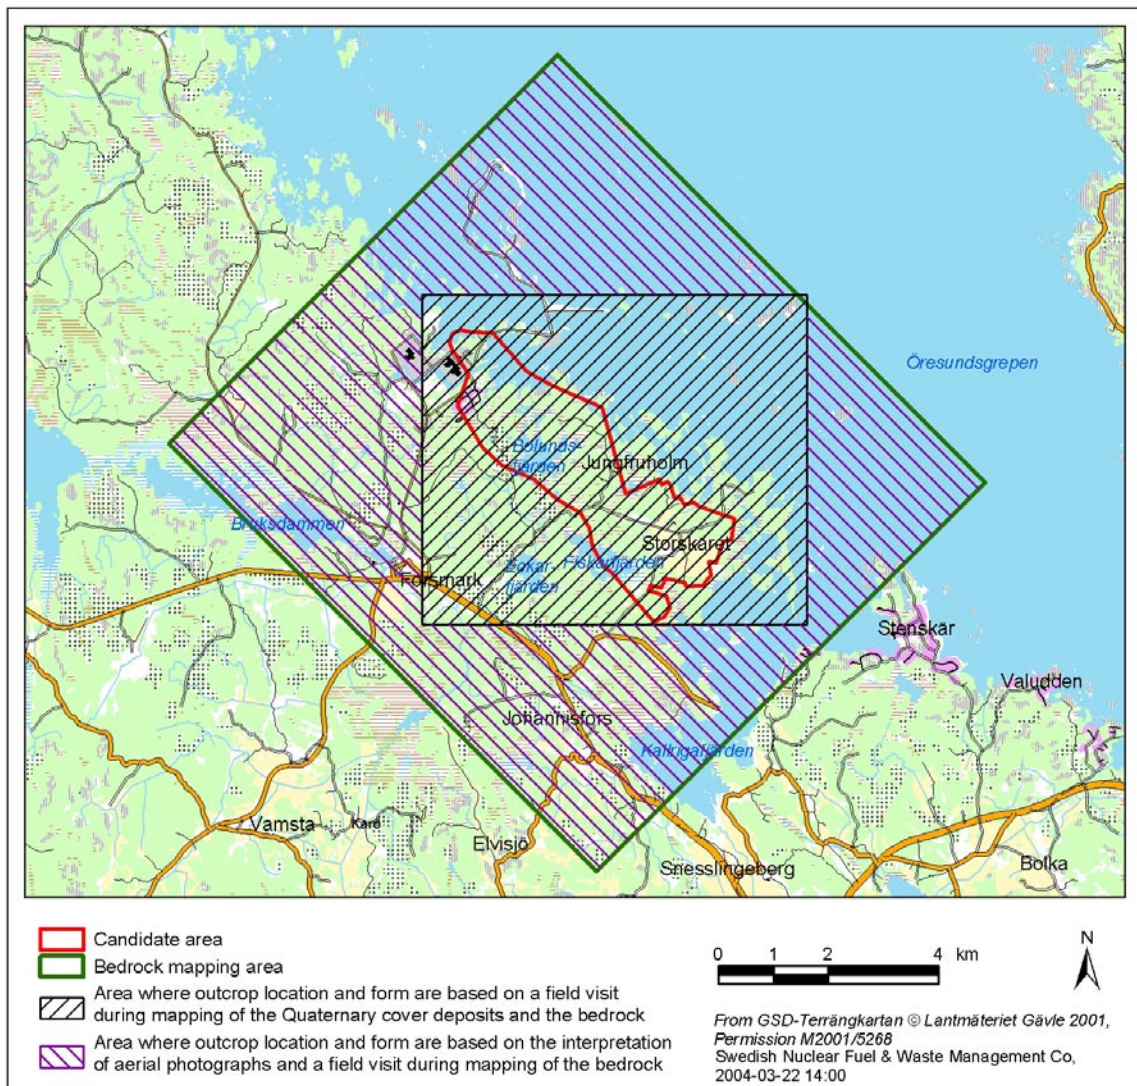 Öresundsgrepen
Bolunds-
fjärden
Jungfruholm
Bruksdammen
Storskäret
Fiskarfjärden
Eckar-
fjärden
Forsmark
Stenskär
Valudden
Johannisfors
Kallrigafjärden
Vamsta
Karö
Elvisjö
Snesslingeberg
Bolka
Candidate area
Bedrock mapping area
Area where outcrop location and form are based on a field visit
during mapping of the Quaternary cover deposits and the bedrock
Area where outcrop location and form are based on the interpretation
of aerial photographs and a field visit during mapping of the bedrock
0 1 2 4 km
N
From GSD-Terrängkartan © Lantmäteriet Gävle 2001,
Permission M2001/5268
Swedish Nuclear Fuel & Waste Management Co,
2004-03-22 14:00